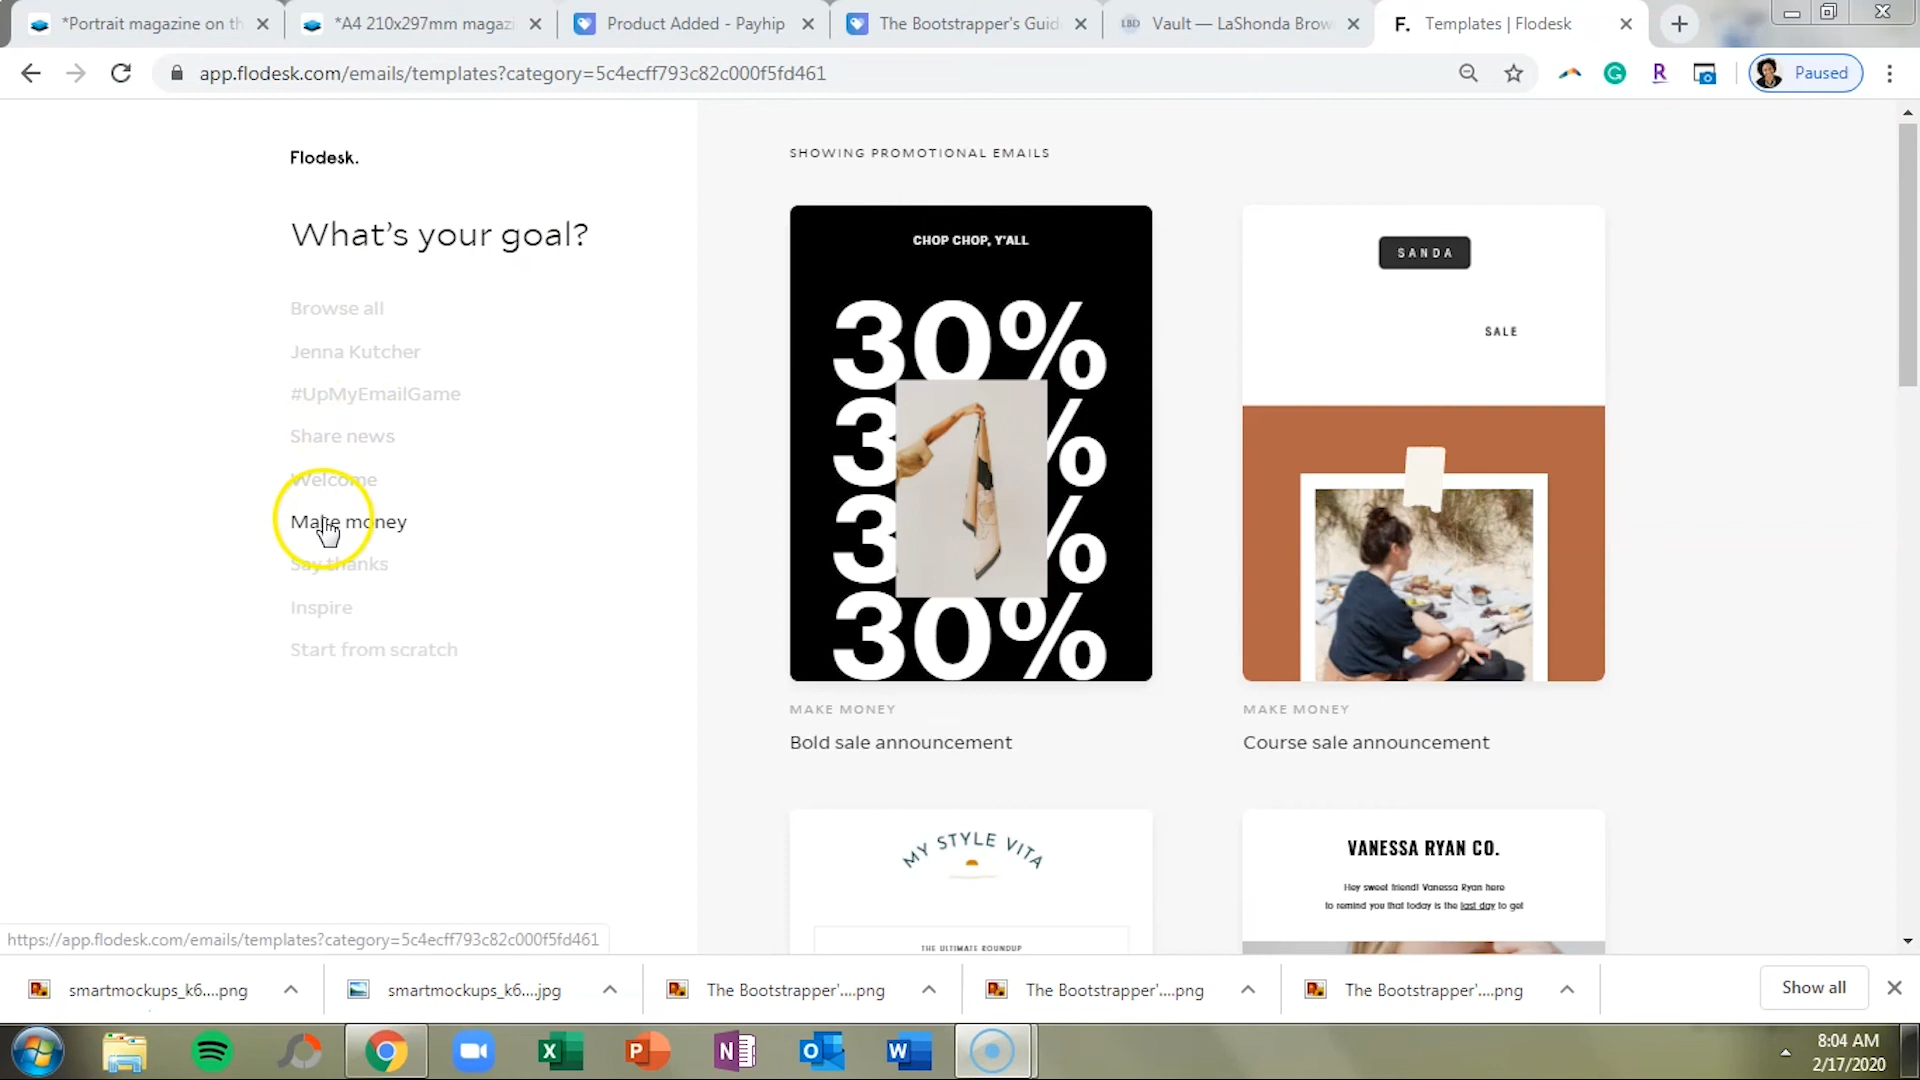 *Portrait magazine on th
*A4 210x297mm magazi
Product Added - Payhip
The Bootstrapper's Guid
LBD
Vault — LaShonda Brow
F.
Templates | Flodesk
app.flodesk.com/emails/templates?category=5c4ecff793c82c000f5fd461
Paused
Flodesk.
What's your goal?
Browse all
Jenna Kutcher
#UpMyEmailGame
Share news
Welcome
Make money
Say thanks
Inspire
Start from scratch
SHOWING PROMOTIONAL EMAILS
CHOP CHOP, Y'ALL
30%
30%
30%
30%
MAKE MONEY
Bold sale announcement
SANDA
SALE
MAKE MONEY
Course sale announcement
MY STYLE VITA
THE ULTIMATE ROUNDUP
VANESSA RYAN CO.
Hey sweet friend! Vanessa Ryan here
to remind you that today is the last day to get
https://app.flodesk.com/emails/templates?category=5c4ecff793c82c000f5fd461
smartmockups_k6....png
smartmockups_k6....jpg
The Bootstrapper'....png
The Bootstrapper'....png
The Bootstrapper'....png
Show all
8:04 AM
2/17/2020